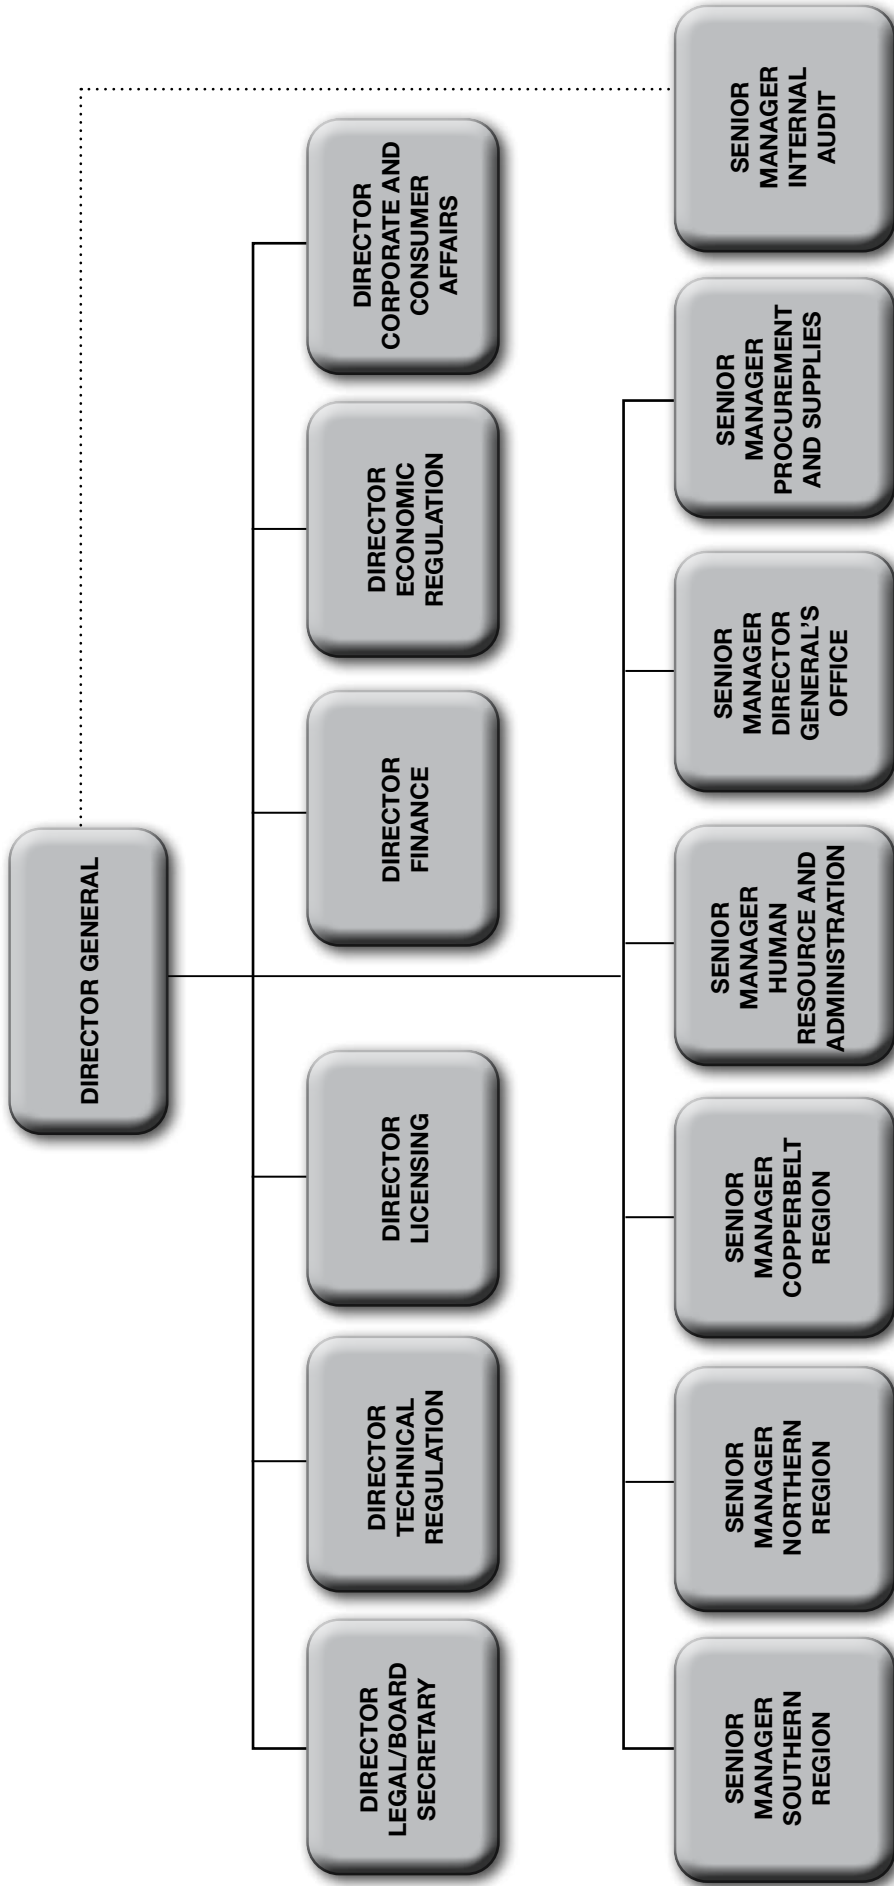 DIRECTOR GENERAL
DIRECTOR
LEGAL/BOARD
SECRETARY
DIRECTOR
TECHNICAL
REGULATION
DIRECTOR
LICENSING
DIRECTOR
FINANCE
DIRECTOR
ECONOMIC
REGULATION
DIRECTOR
CORPORATE AND
CONSUMER
AFFAIRS
SENIOR
MANAGER
SOUTHERN
REGION
SENIOR
MANAGER
NORTHERN
REGION
SENIOR
MANAGER
COPPERBELT
REGION
SENIOR
MANAGER
HUMAN
RESOURCE AND
ADMINISTRATION
SENIOR
MANAGER
DIRECTOR
GENERAL'S
OFFICE
SENIOR
MANAGER
PROCUREMENT
AND SUPPLIES
SENIOR
MANAGER
INTERNAL
AUDIT